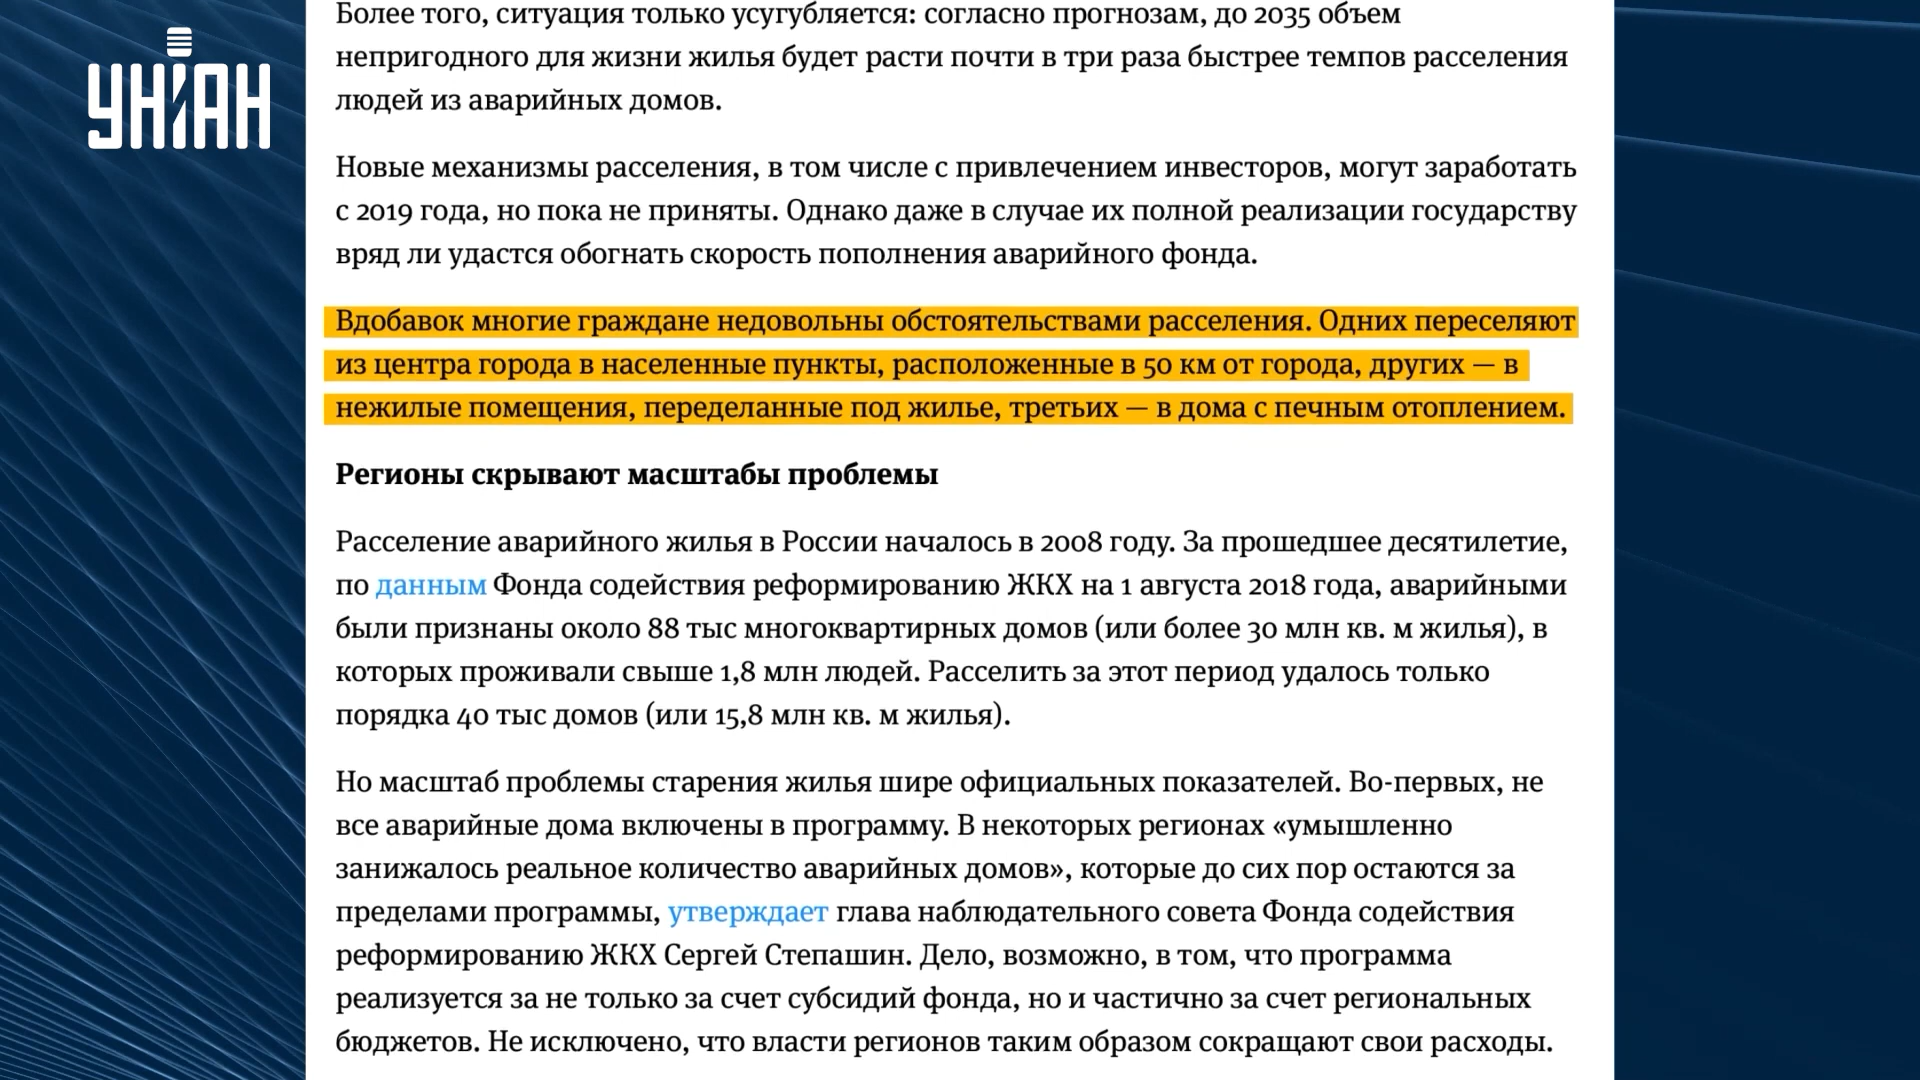 УНІАН
Более того, ситуация только усугубляется: согласно прогнозам, до 2035 объем
непригодного для жизни жилья будет расти почти в три раза быстрее темпов расселения
людей из аварийных домов.
Новые механизмы расселения, в том числе с привлечением инвесторов, могут заработать
с 2019 года, но пока не приняты. Однако даже в случае их полной реализации государству
вряд ли удастся обогнать скорость пополнения аварийного фонда.
Вдобавок многие граждане недовольны обстоятельствами расселения. Одних переселяют
из центра города в населенные пункты, расположенные в 50 км от города, других — в
нежилые помещения, переделанные под жилье, третьих — в дома с печным отоплением.
Регионы скрывают масштабы проблемы
Расселение аварийного жилья в России началось в 2008 году. За прошедшее десятилетие,
по данным Фонда содействия реформированию ЖКХ на 1 августа 2018 года, аварийными
были признаны около 88 тыс многоквартирных домов (или более 30 млн кв. м жилья), в
которых проживали свыше 1,8 млн людей. Расселить за этот период удалось только
порядка 40 тыс домов (или 15,8 млн кв. м жилья).
Но масштаб проблемы старения жилья шире официальных показателей. Во-первых, не
все аварийные дома включены в программу. В некоторых регионах «умышленно
занижалось реальное количество аварийных домов», которые до сих пор остаются за
пределами программы, утверждает глава наблюдательного совета Фонда содействия
реформированию ЖКХ Сергей Степашин. Дело, возможно, в том, что программа
реализуется за не только за счет субсидий фонда, но и частично за счет региональных
бюджетов. Не исключено, что власти регионов таким образом сокращают свои расходы.